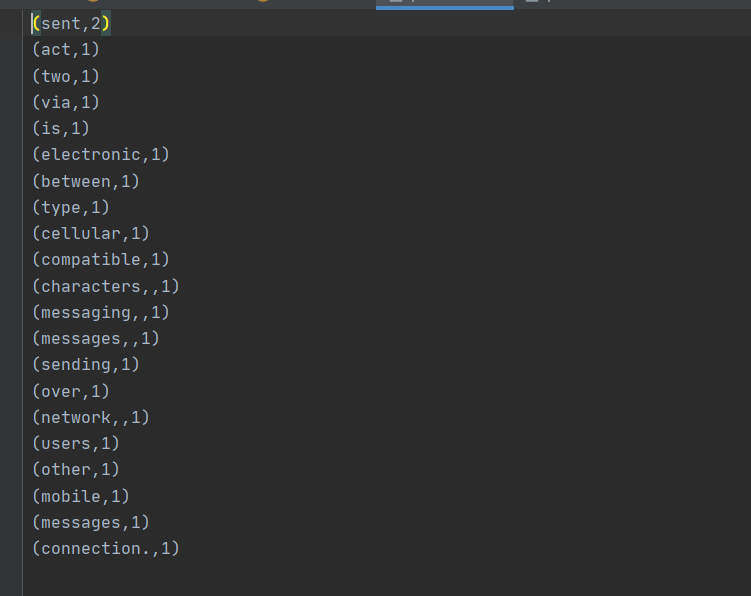 (sent,2)
(act,1)
(two,1)
(via,1)
(is,1)
(electronic,1)
(between,1)
(type,1)
(cellular,1)
(compatible,1)
(characters,,1)
(messaging,,1)
(messages,,1)
(sending,1)
(over,1)
(network,,1)
(users,1)
(other,1)
(mobile,1)
(messages,1)
(connection.,1)